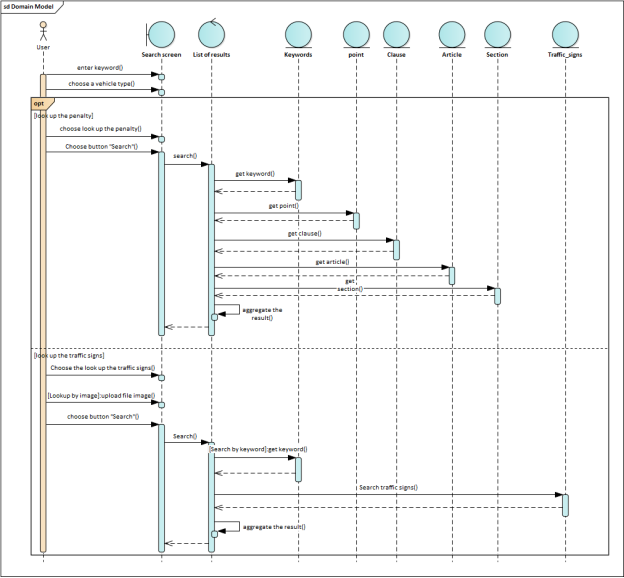 sd Domain Model
User
Search screen
List of results
Keywords
point
Clause
Article
Section
Traffic_signs
enter keyword()
choose a vehicle type()
opt
[look up the penalty]
choose look up the penalty()
Choose button "Search"()
search()
get keyword()
get point()
get clause()
get article()
get
section()
aggregate the
result()
[look up the traffic signs]
Choose the look up the traffic signs()
[Lookup by image]:upload file image()
choose button "Search"()
Search()
[Search by keyword]:get keyword()
Search traffic signs()
aggregate the result()